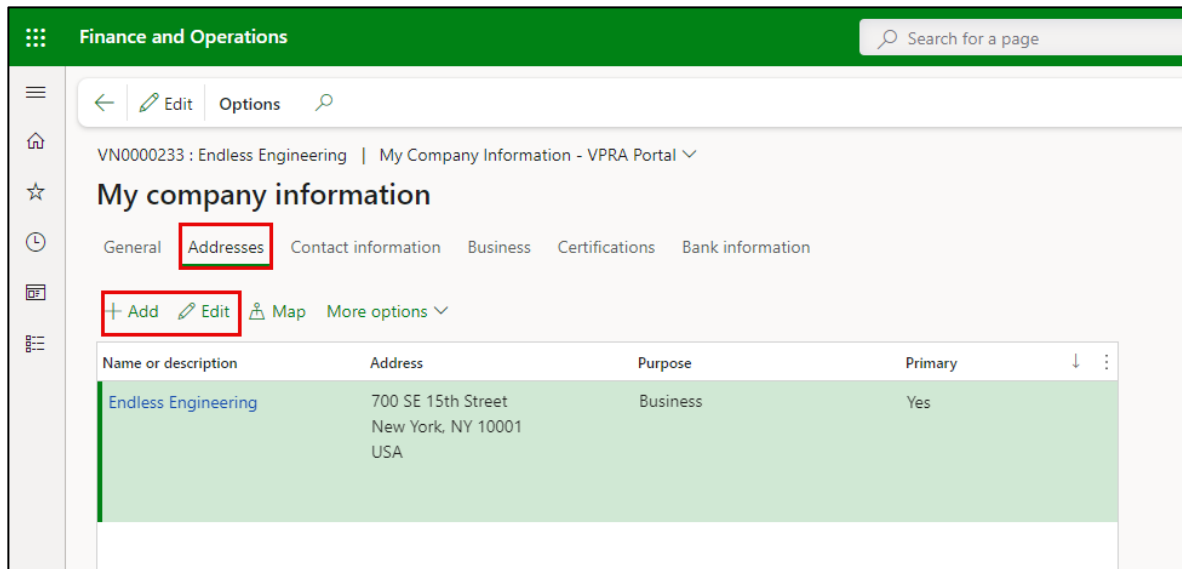 Finance and Operations
Search for a page
Edit Options
VN0000233 : Endless Engineering | My Company Information - VPRA Portal
My company information
General Addresses Contact information Business Certifications Bank information
+ Add Edit Map More options
Name or description Address Purpose Primary
Endless Engineering 700 SE 15th Street Business Yes
New York, NY 10001
USA